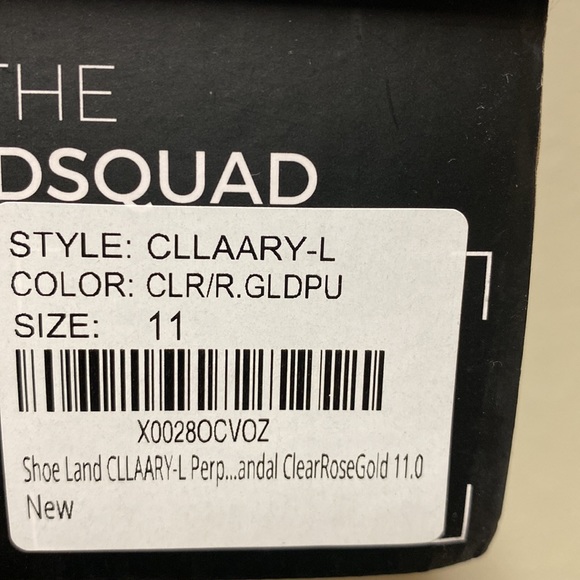 THE
DSQUAD
STYLE: CLLAARY-L
COLOR: CLR/R.GLDPU
SIZE: 11
X0028OCVOZ
Shoe Land CLLAARY-L Perp...andal ClearRoseGold 11.0
New